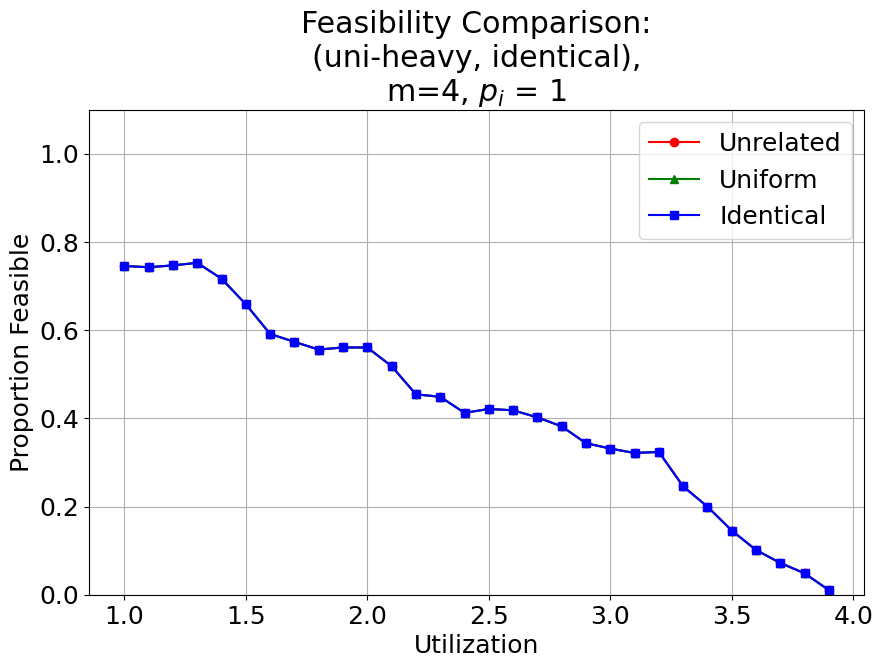 Feasibility Comparison:
(uni-heavy, identical),
m=4, $p_i$ = 1
Unrelated
Uniform
Identical
Proportion Feasible
1.0
0.8
0.6
0.4
0.2
0.0
1.0 1.5 2.0 2.5 3.0 3.5 4.0
Utilization